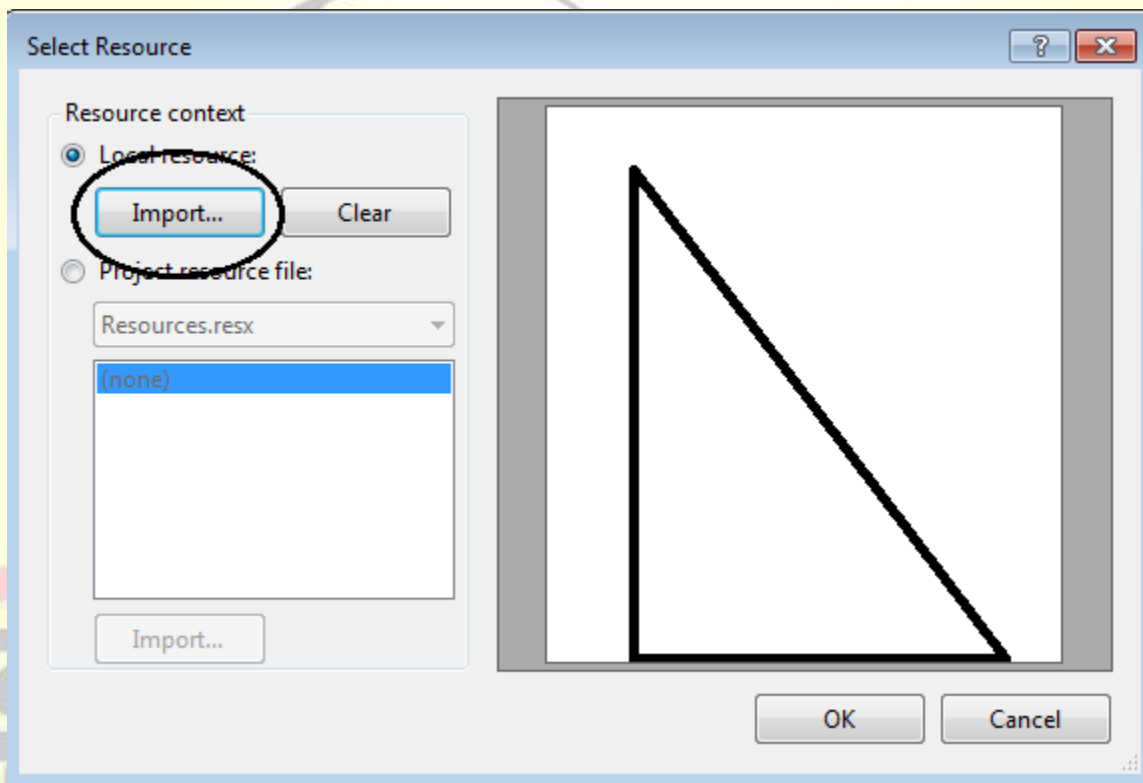 Select Resource
Resource context
Local resource:
Import... Clear
Project resource file:
Resources.resx
(none)
Import...
OK Cancel